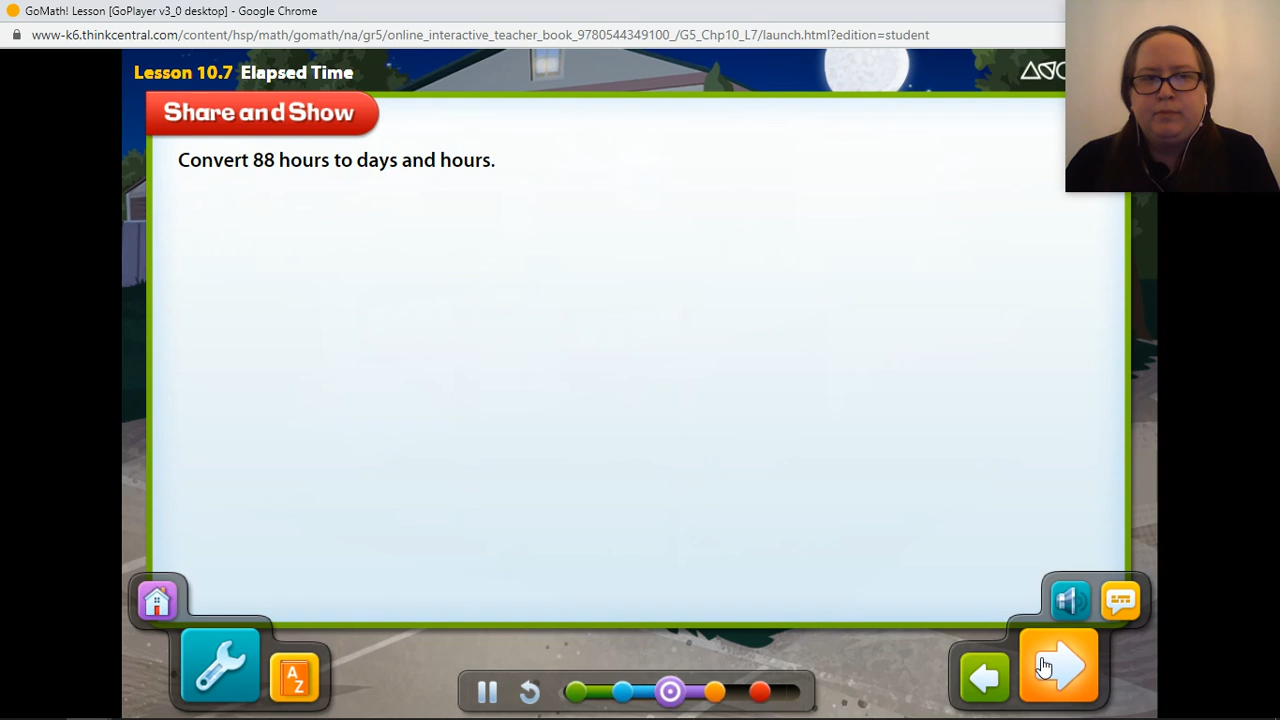 GoMath! Lesson [GoPlayer v3_0 desktop] - Google Chrome
www-k6.thinkcentral.com/content/hsp/math/gomath/na/gr5/online_interactive_teacher_book_9780544349100_/G5_Chp10_L7/launch.html?edition=student
Lesson 10.7 Elapsed Time
Share and Show
Convert 88 hours to days and hours.
A
Z